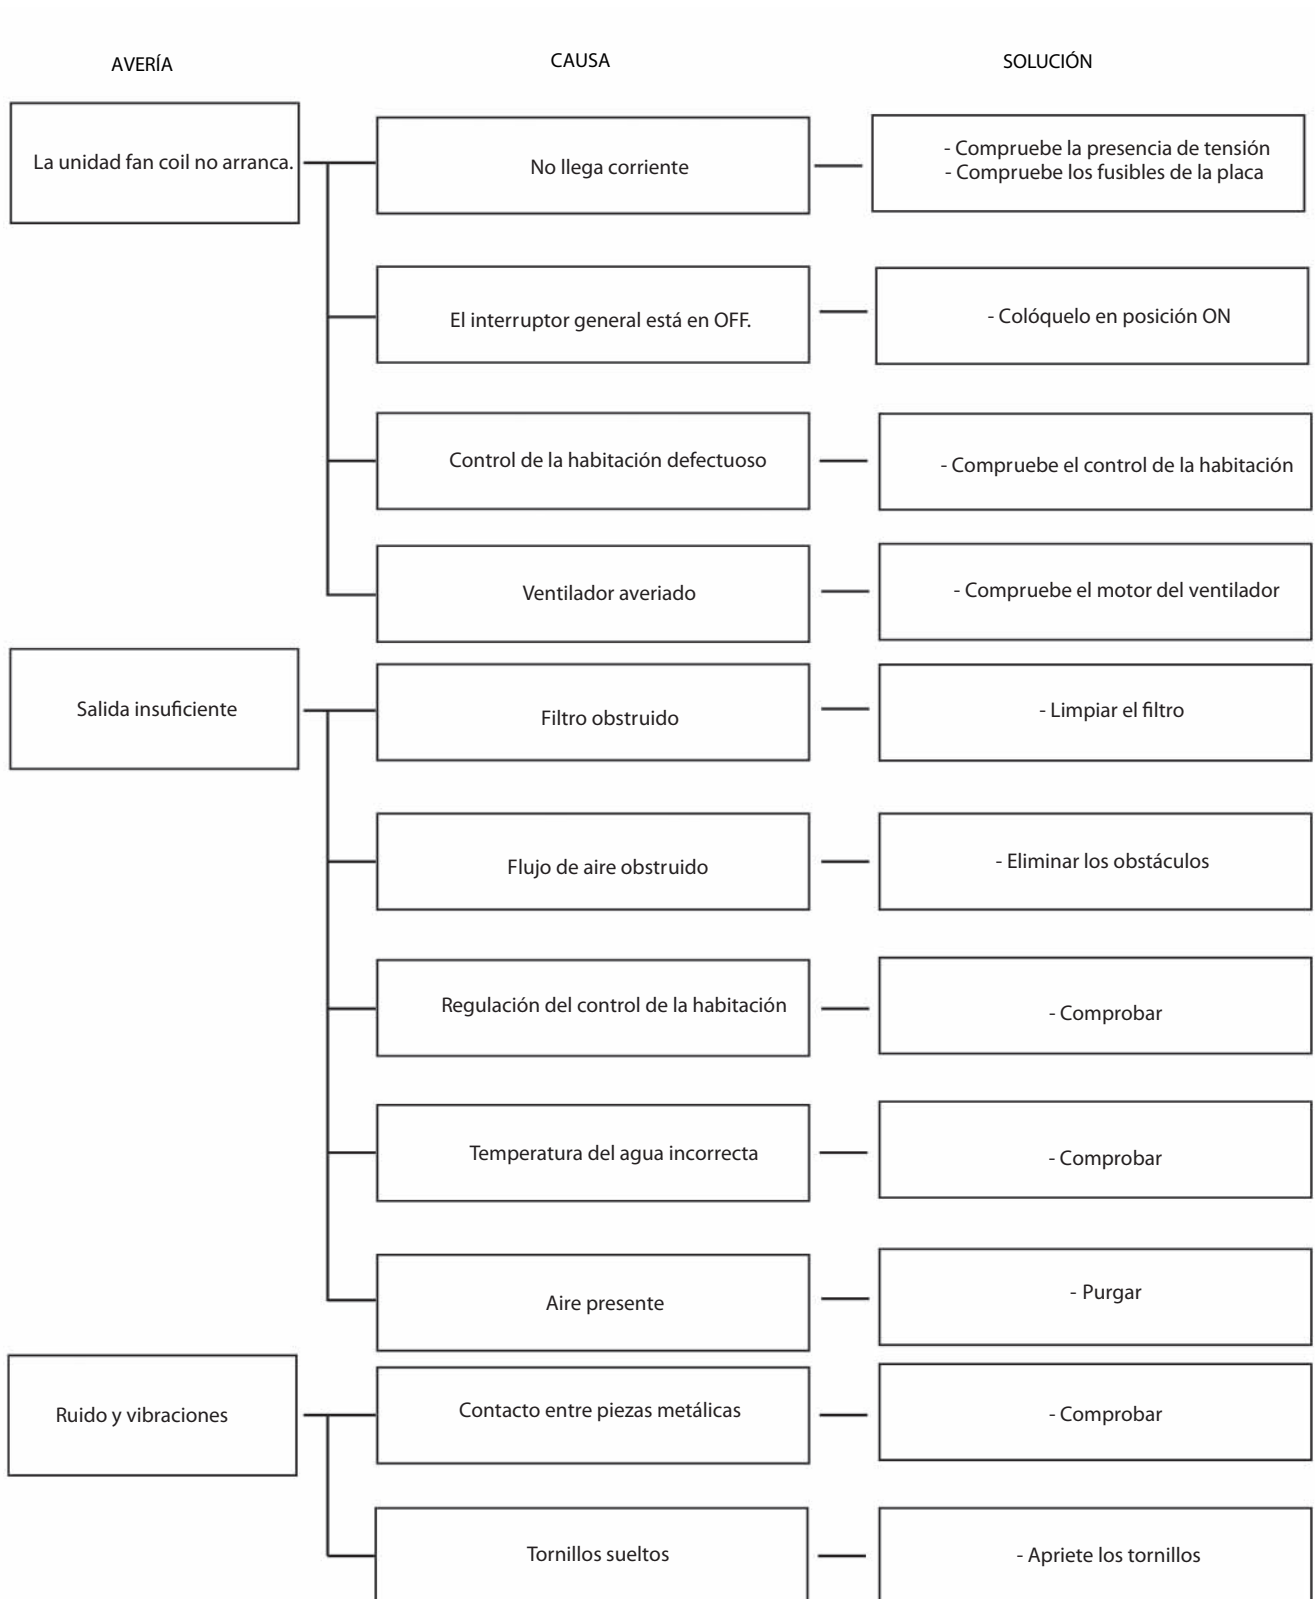 AVERÍA
CAUSA
SOLUCIÓN
La unidad fan coil no arranca.
No llega corriente
- Compruebe la presencia de tensión
- Compruebe los fusibles de la placa
El interruptor general está en OFF.
- Colóquelo en posición ON
Control de la habitación defectuoso
- Compruebe el control de la habitación
Ventilador averiado
- Compruebe el motor del ventilador
Salida insuficiente
Filtro obstruido
- Limpiar el filtro
Flujo de aire obstruido
- Eliminar los obstáculos
Regulación del control de la habitación
- Comprobar
Temperatura del agua incorrecta
- Comprobar
Aire presente
- Purgar
Ruido y vibraciones
Contacto entre piezas metálicas
- Comprobar
Tornillos sueltos
- Apriete los tornillos